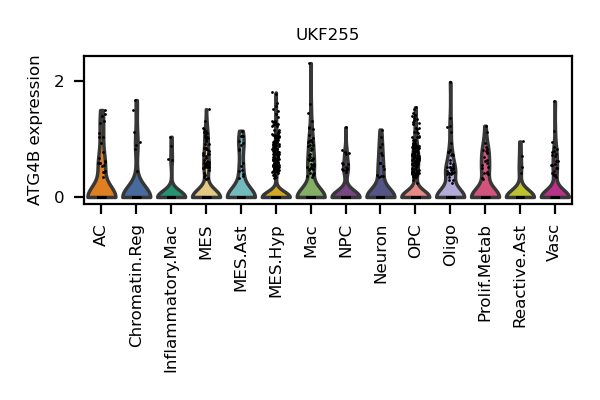 UKF255
ATG4B expression
2
0
AC
Chromatin.Reg
Inflammatory.Mac
MES
MES.Ast
MES.Hyp
Mac
NPC
Neuron
OPC
Oligo
Prolif.Metab
Reactive.Ast
Vasc